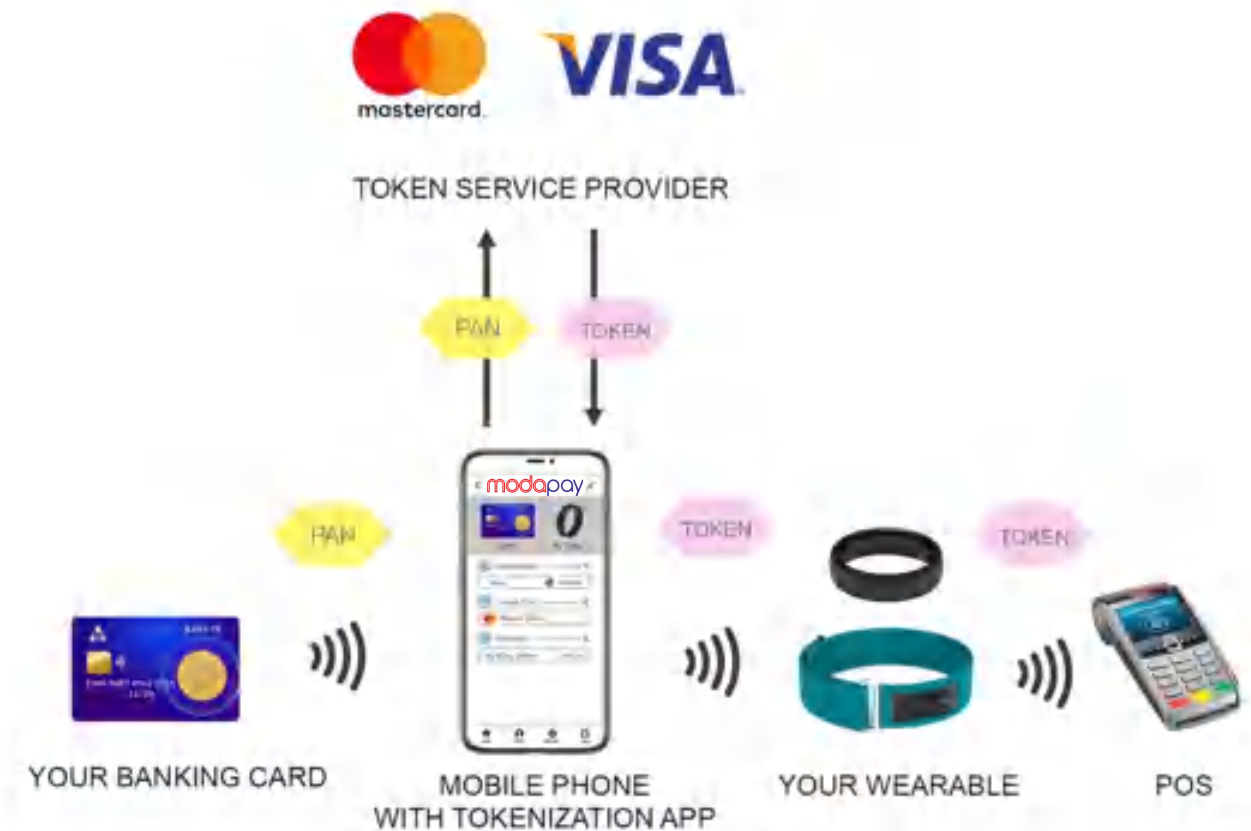 mastercard.
VISA
TOKEN SERVICE PROVIDER
PAN
TOKEN
modapay
PAN
TOKEN
TOKEN
YOUR BANKING CARD
MOBILE PHONE
WITH TOKENIZATION APP
YOUR WEARABLE
POS